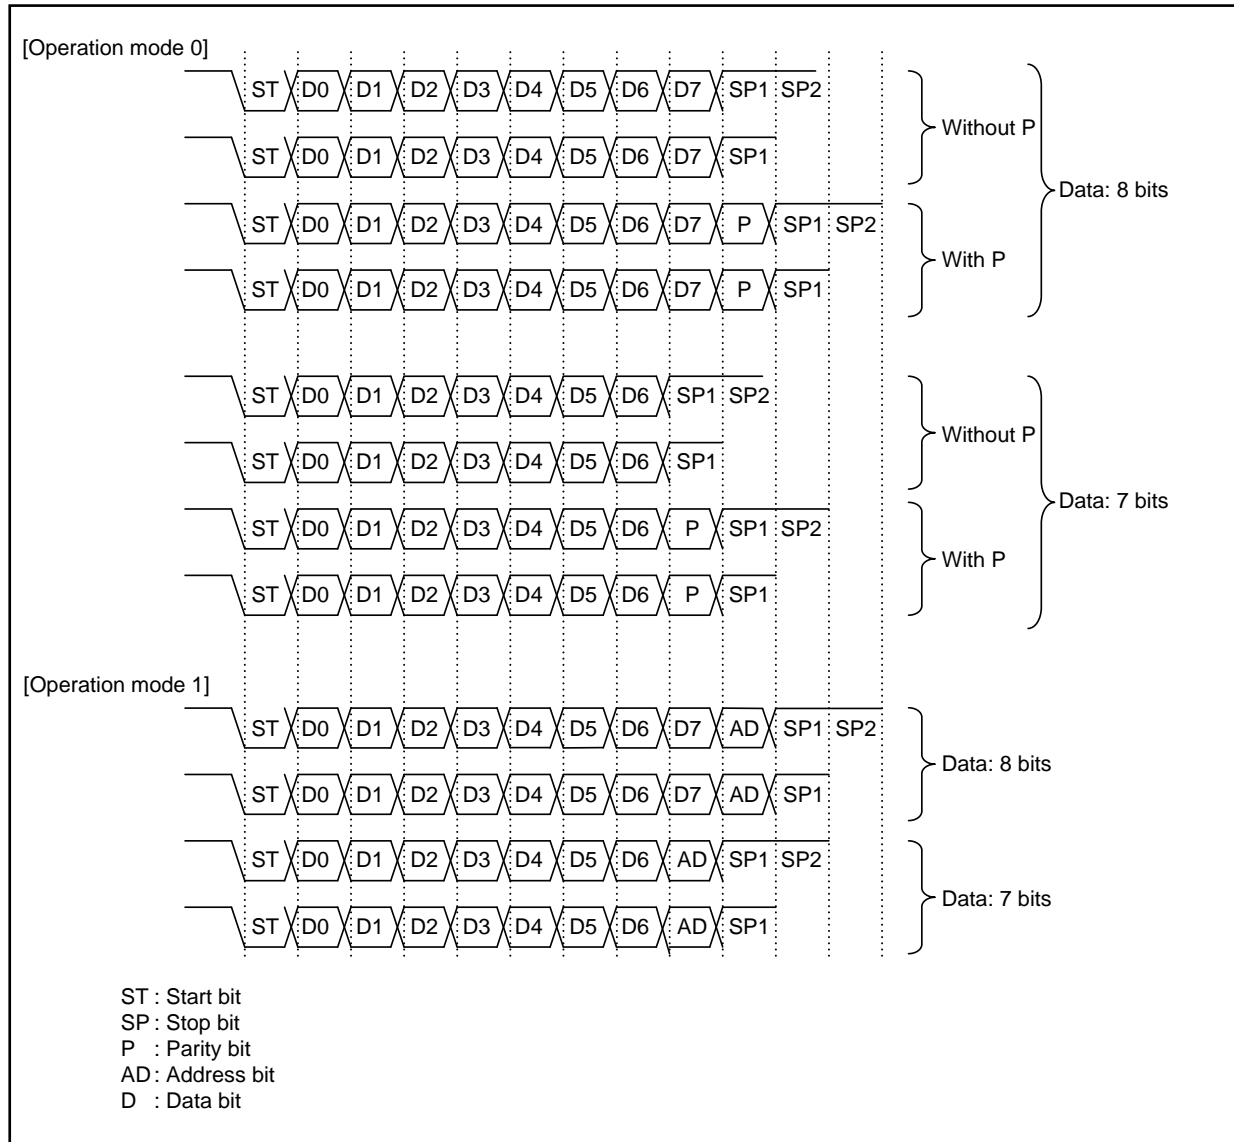 [Operation mode 0]
ST D0 D1 D2 D3 D4 D5 D6 D7 SP1 SP2
Without P
ST D0 D1 D2 D3 D4 D5 D6 D7 SP1
Data: 8 bits
ST D0 D1 D2 D3 D4 D5 D6 D7 P SP1 SP2
With P
ST D0 D1 D2 D3 D4 D5 D6 D7 P SP1
ST D0 D1 D2 D3 D4 D5 D6 SP1 SP2
Without P
ST D0 D1 D2 D3 D4 D5 D6 SP1
Data: 7 bits
ST D0 D1 D2 D3 D4 D5 D6 P SP1 SP2
With P
ST D0 D1 D2 D3 D4 D5 D6 P SP1
[Operation mode 1]
ST D0 D1 D2 D3 D4 D5 D6 D7 AD SP1 SP2
Data: 8 bits
ST D0 D1 D2 D3 D4 D5 D6 D7 AD SP1
ST D0 D1 D2 D3 D4 D5 D6 AD SP1 SP2
Data: 7 bits
ST D0 D1 D2 D3 D4 D5 D6 AD SP1
ST : Start bit
SP : Stop bit
P : Parity bit
AD : Address bit
D : Data bit